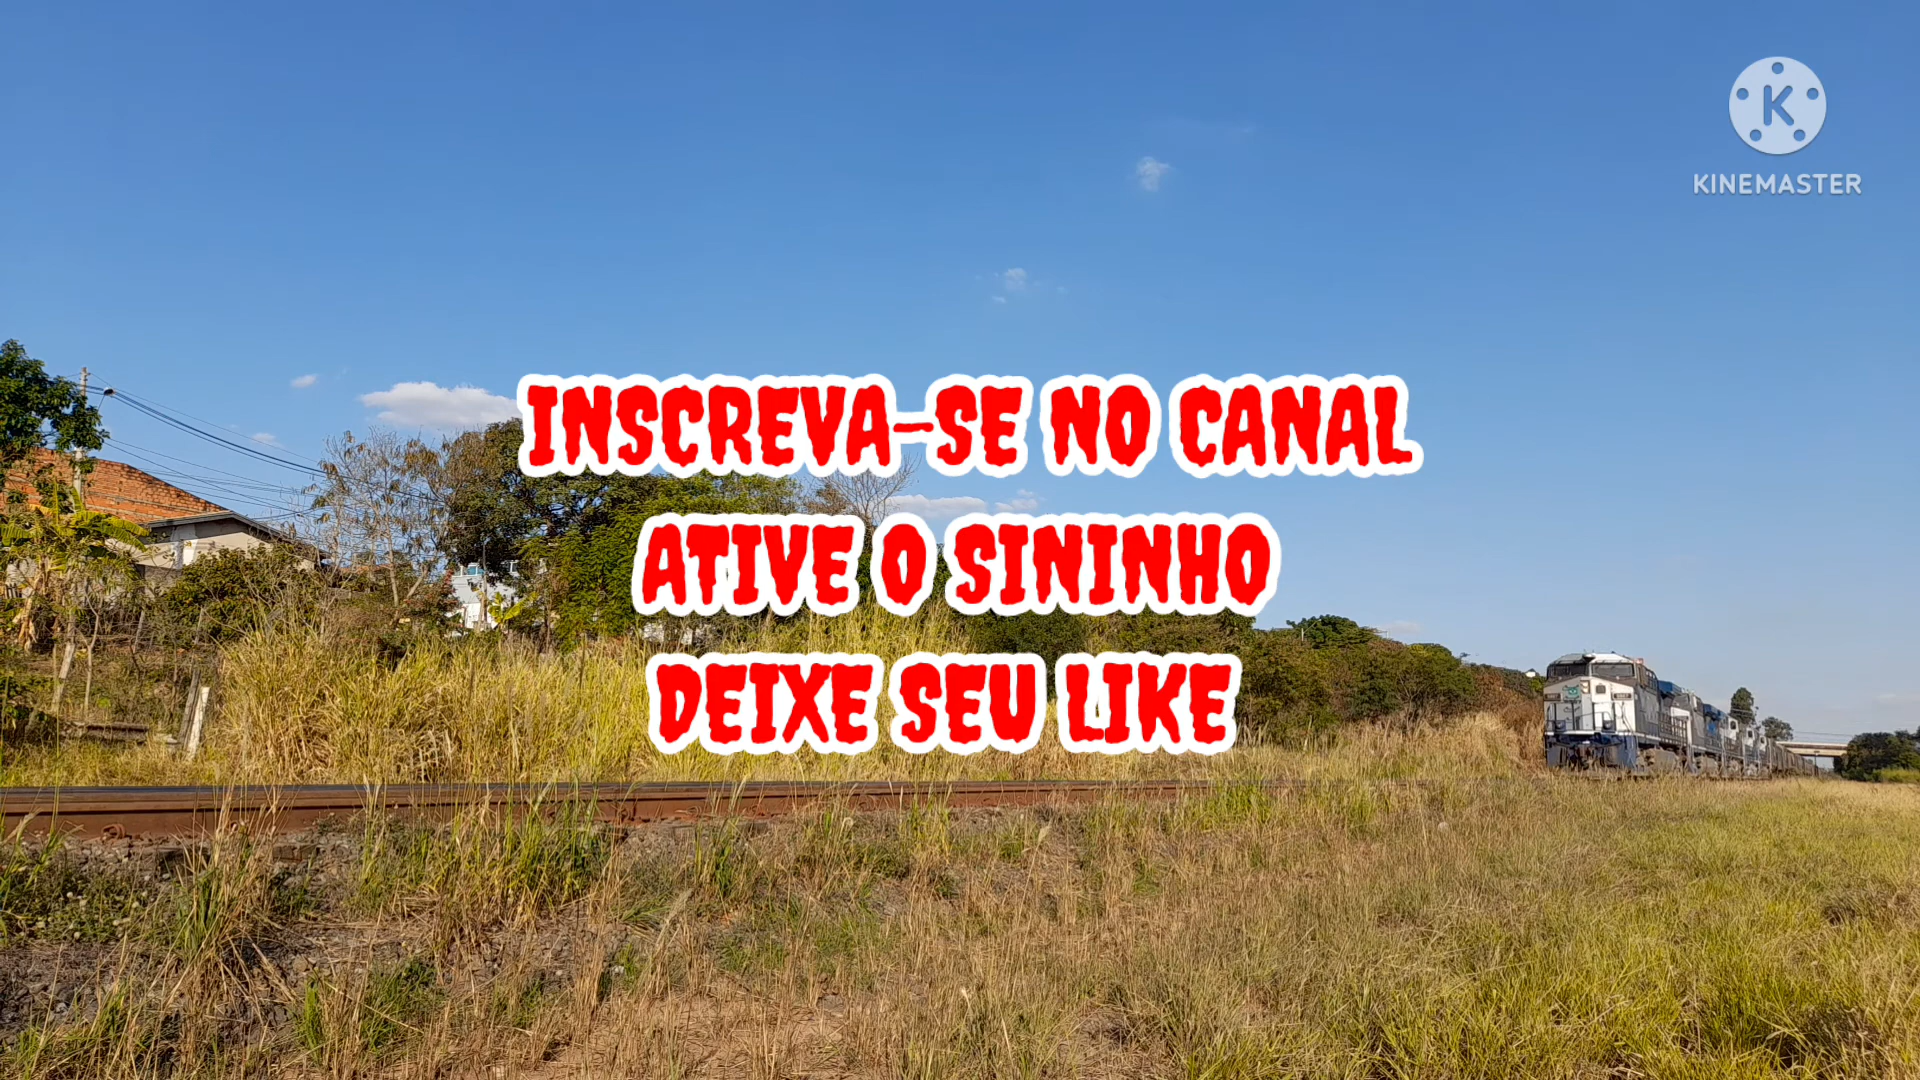 KINEMASTER
INSCREVA-SE NO CANAL
ATIVE O SININHO
DEIXE SEU LIKE